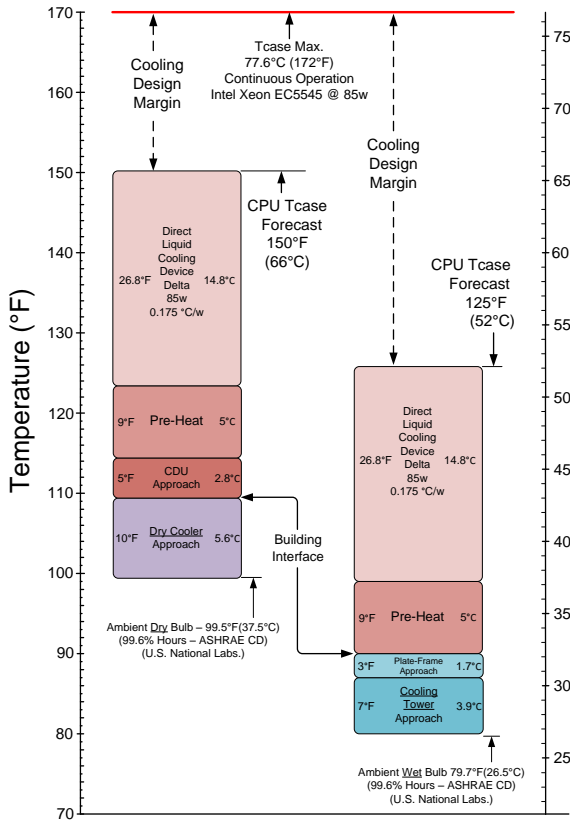 Temperature (°F)
170
160
150
140
130
120
110
100
90
80
70
75
70
65
60
55
50
45
40
35
30
25
Tcase Max.
77.6°C (172°F)
Continuous Operation
Intel Xeon EC5545 @ 85w
Cooling
Design
Margin
Cooling
Design
Margin
CPU Tcase
Forecast
150°F
(66°C)
CPU Tcase
Forecast
125°F
(52°C)
Direct
Liquid
Cooling
Device
Delta
85w
0.175 °C/w
26.8°F
14.8°C
9°F Pre-Heat 5°C
5°F CDU 2.8°C
Approach
10°F Dry Cooler 5.6°C
Approach
Building
Interface
Ambient Dry Bulb – 99.5°F(37.5°C)
(99.6% Hours – ASHRAE CD)
(U.S. National Labs.)
Direct
Liquid
Cooling
Device
Delta
85w
0.175 °C/w
26.8°F
14.8°C
9°F Pre-Heat 5°C
3°F Plate-Frame 1.7°C
Approach
Cooling
7°F Tower 3.9°C
Approach
Ambient Wet Bulb 79.7°F(26.5°C)
(99.6% Hours – ASHRAE CD)
(U.S. National Labs.)